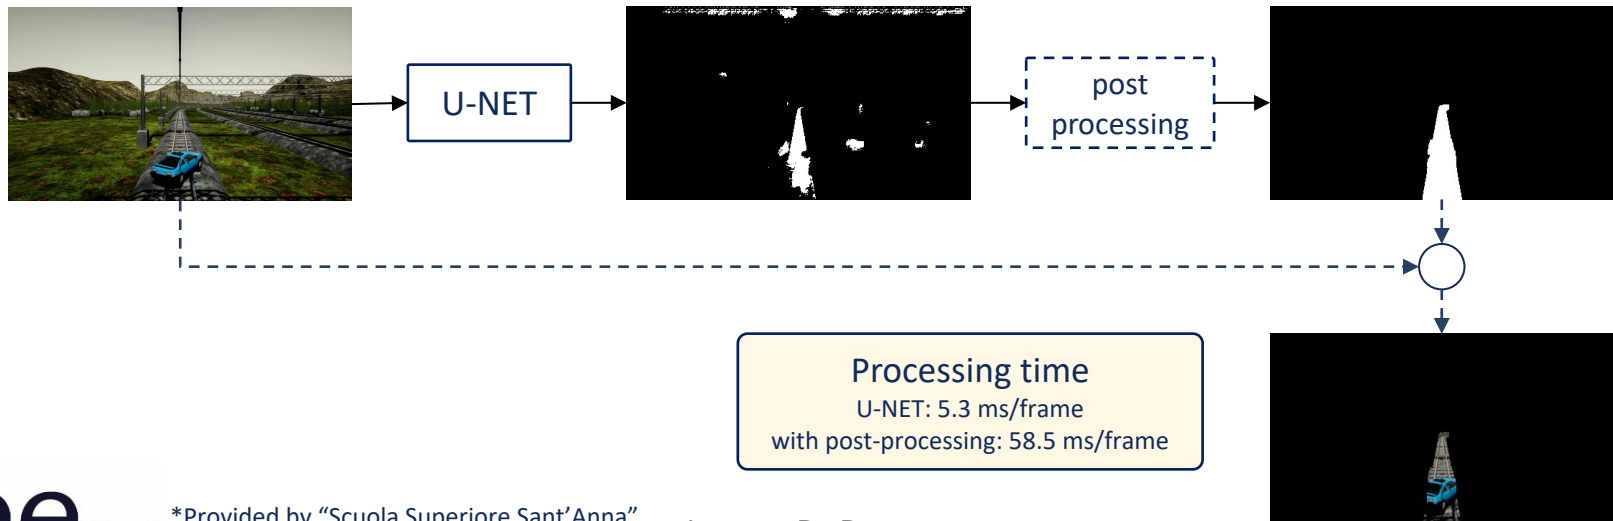 U-NET
post
processing
Processing time
U-NET: 5.3 ms/frame
with post-processing: 58.5 ms/frame
*Provided by “Scuola Superiore Sant’Anna”